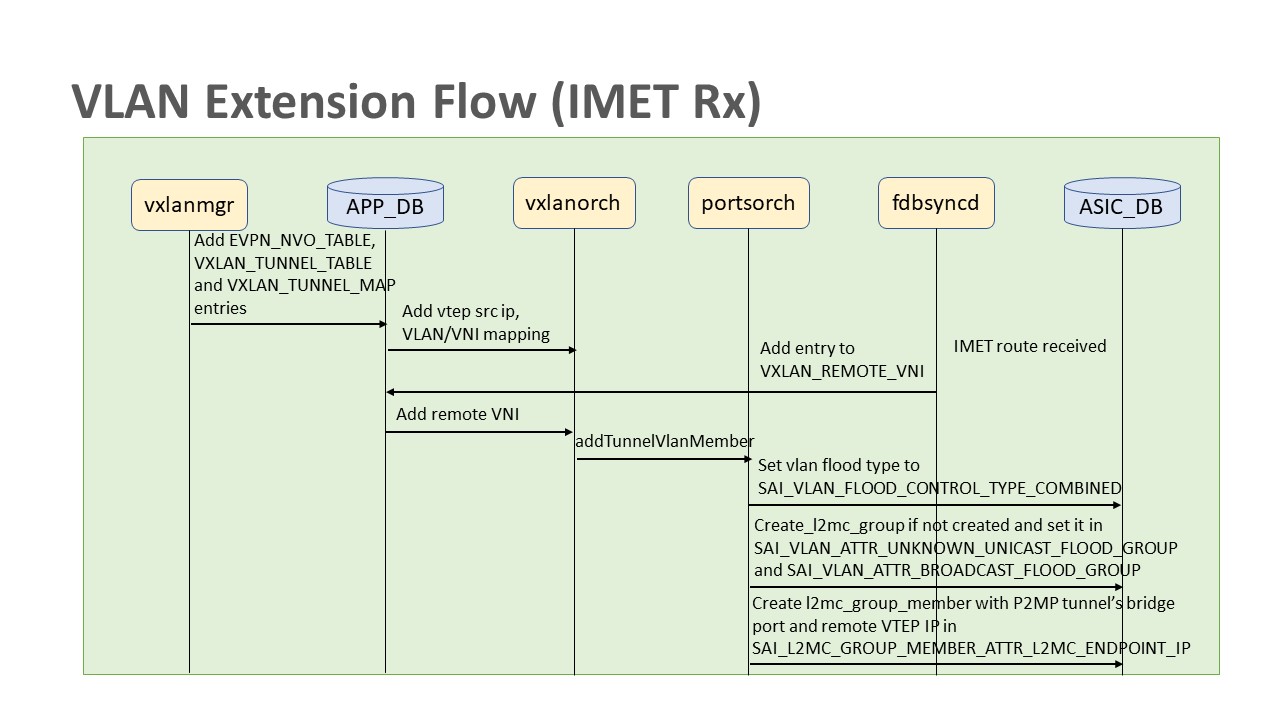 VLAN Extension Flow (IMET Rx)
vxlanmgr
APP_DB
vxlanorch
portsorch
fdbsyncd
ASIC_DB
Add EVPN_NVO_TABLE,
VXLAN_TUNNEL_TABLE
and VXLAN_TUNNEL_MAP
entries
Add vtep src ip,
VLAN/VNI mapping
Add entry to
VXLAN_REMOTE_VNI
IMET route received
Add remote VNI
addTunnelVlanMember
Set vlan flood type to
SAI_VLAN_FLOOD_CONTROL_TYPE_COMBINED
Create_l2mc_group if not created and set it in
SAI_VLAN_ATTR_UNKNOWN_UNICAST_FLOOD_GROUP
and SAI_VLAN_ATTR_BROADCAST_FLOOD_GROUP
Create l2mc_group_member with P2MP tunnel’s bridge
port and remote VTEP IP in
SAI_L2MC_GROUP_MEMBER_ATTR_L2MC_ENDPOINT_IP